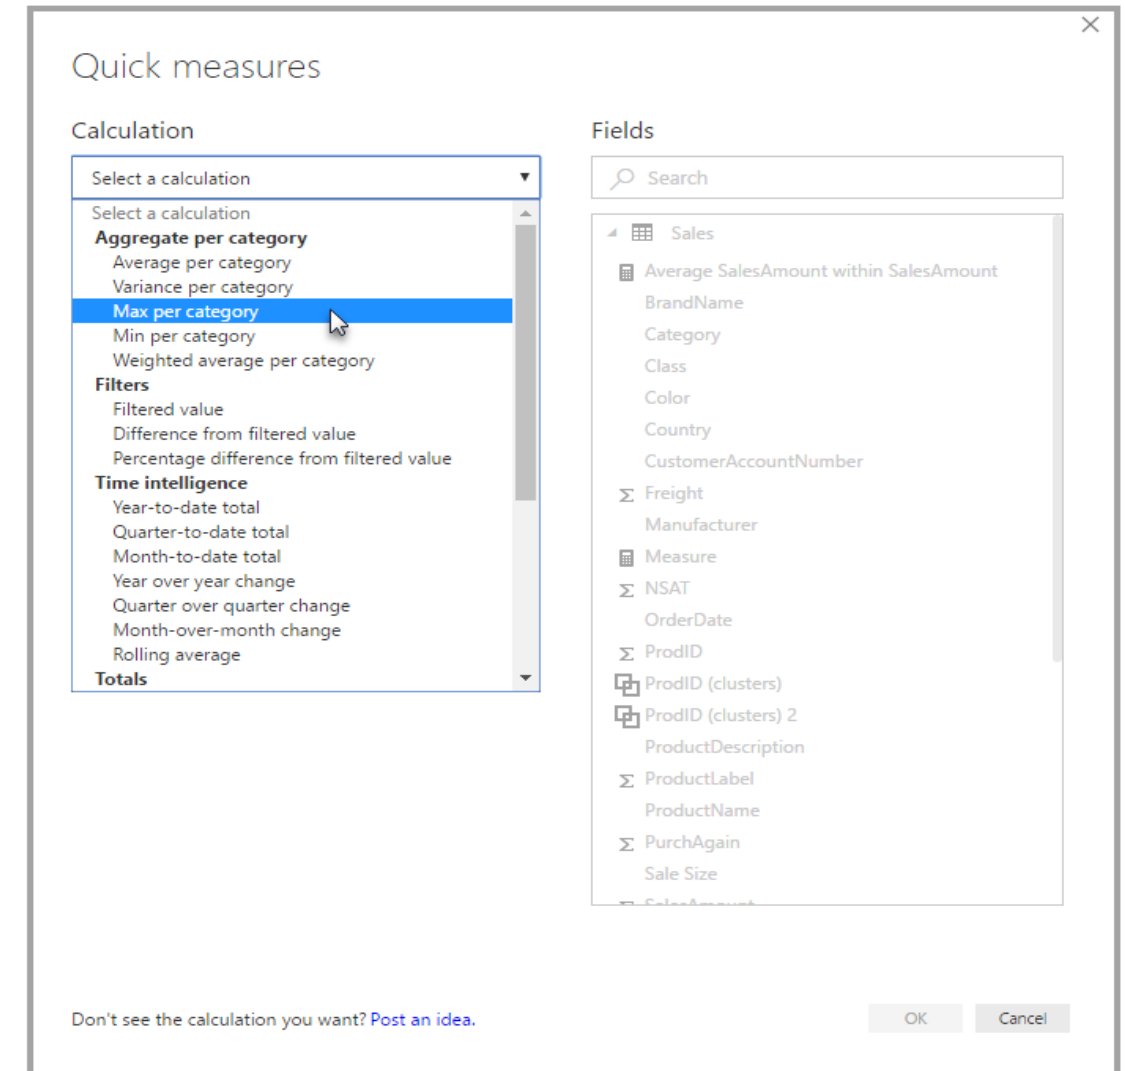 Quick measures
Calculation
Select a calculation
Select a calculation
Aggregate per category
Average per category
Variance per category
Max per category
Min per category
Weighted average per category
Filters
Filtered value
Difference from filtered value
Percentage difference from filtered value
Time intelligence
Year-to-date total
Quarter-to-date total
Month-to-date total
Year over year change
Quarter over quarter change
Month-over-month change
Rolling average
Totals
Fields
Search
Sales
Average SalesAmount within SalesAmount
BrandName
Category
Class
Color
Country
CustomerAccountNumber
Freight
Manufacturer
Measure
NSAT
OrderDate
ProdID
ProdID (clusters)
ProdID (clusters) 2
ProductDescription
ProductLabel
ProductName
PurchAgain
Sale Size
SalesAmount
Don't see the calculation you want? Post an idea.
OK
Cancel